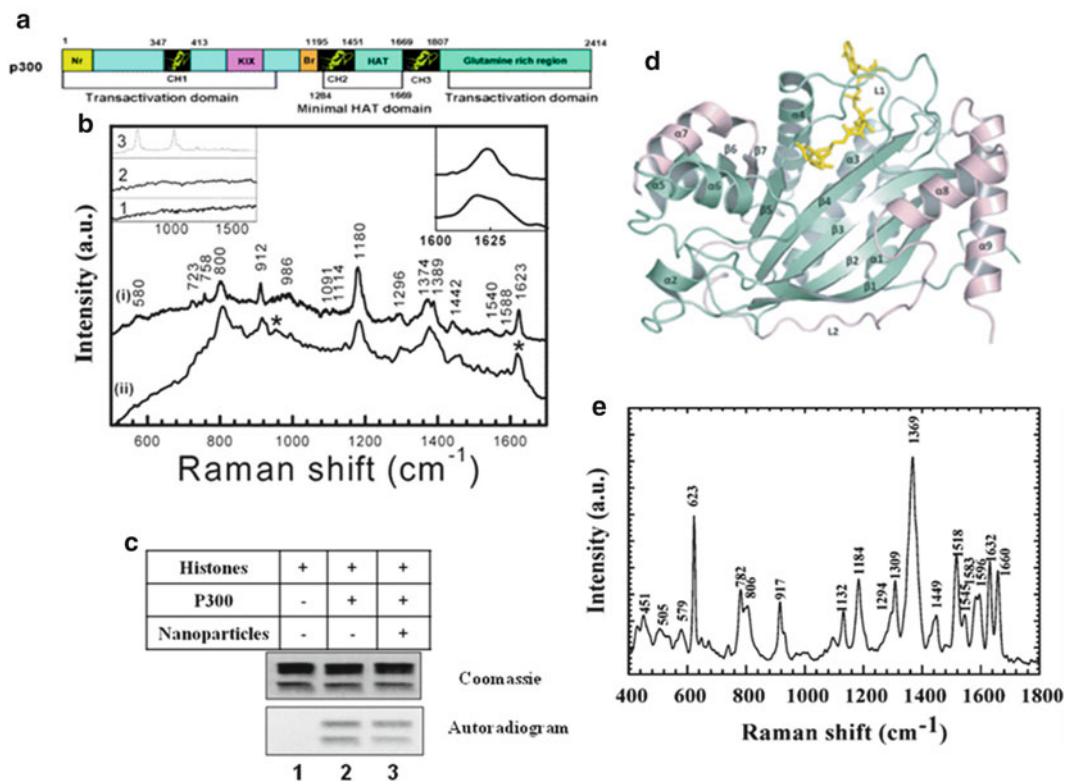 a
1 347 413 1195 1451 1669 1807 2414
p300 Nr KIX Br HAT Glutamine rich region
CH1 CH2 CH3
1284 1669
Transactivation domain Minimal HAT domain Transactivation domain
b
3
2
1
1000 1500
1600 1625
580 723 758 800 912 986 1091 1114 1180 1296 1374 1389 1442 1540 1588 1623
(i)
* *
(ii)
Intensity (a.u.)
600 800 1000 1200 1400 1600
Raman shift (cm-1)
c
Histones + + +
P300 - + +
Nanoparticles - - +
Coomassie
Autoradiogram
1 2 3
d
L1
α4
α7 β6 β7 α3
α5 α6 β5 β4 α8
β3
α2 β2 α1 α9
β1
L2
e
Intensity (a.u.)
451 505 579 623 782 806 917 1132 1184 1294 1309 1369 1449 1518 1545 1583 1596 1632 1660
400 600 800 1000 1200 1400 1600 1800
Raman shift (cm-1)